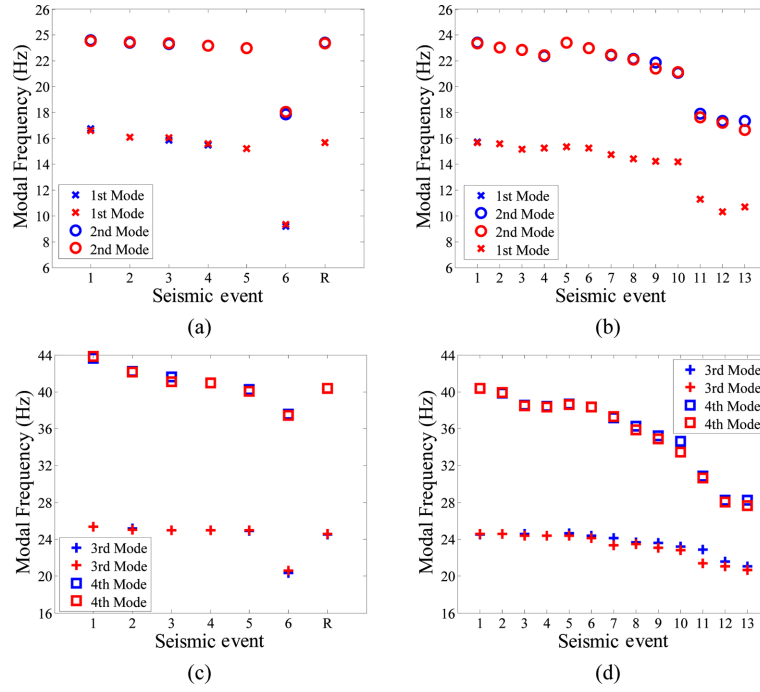 26
24
22
20
18
16
14
12
10
8
6
Modal Frequency (Hz)
1st Mode
1st Mode
2nd Mode
2nd Mode
1 2 3 4 5 6 R
Seismic event
(a)
26
24
22
20
18
16
14
12
10
8
6
Modal Frequency (Hz)
1st Mode
2nd Mode
2nd Mode
1st Mode
1 2 3 4 5 6 7 8 9 10 11 12 13
Seismic event
(b)
44
40
36
32
28
24
20
16
Modal Frequency (Hz)
3rd Mode
3rd Mode
4th Mode
4th Mode
1 2 3 4 5 6 R
Seismic event
(c)
44
40
36
32
28
24
20
16
Modal Frequency (Hz)
3rd Mode
3rd Mode
4th Mode
4th Mode
1 2 3 4 5 6 7 8 9 10 11 12 13
Seismic event
(d)